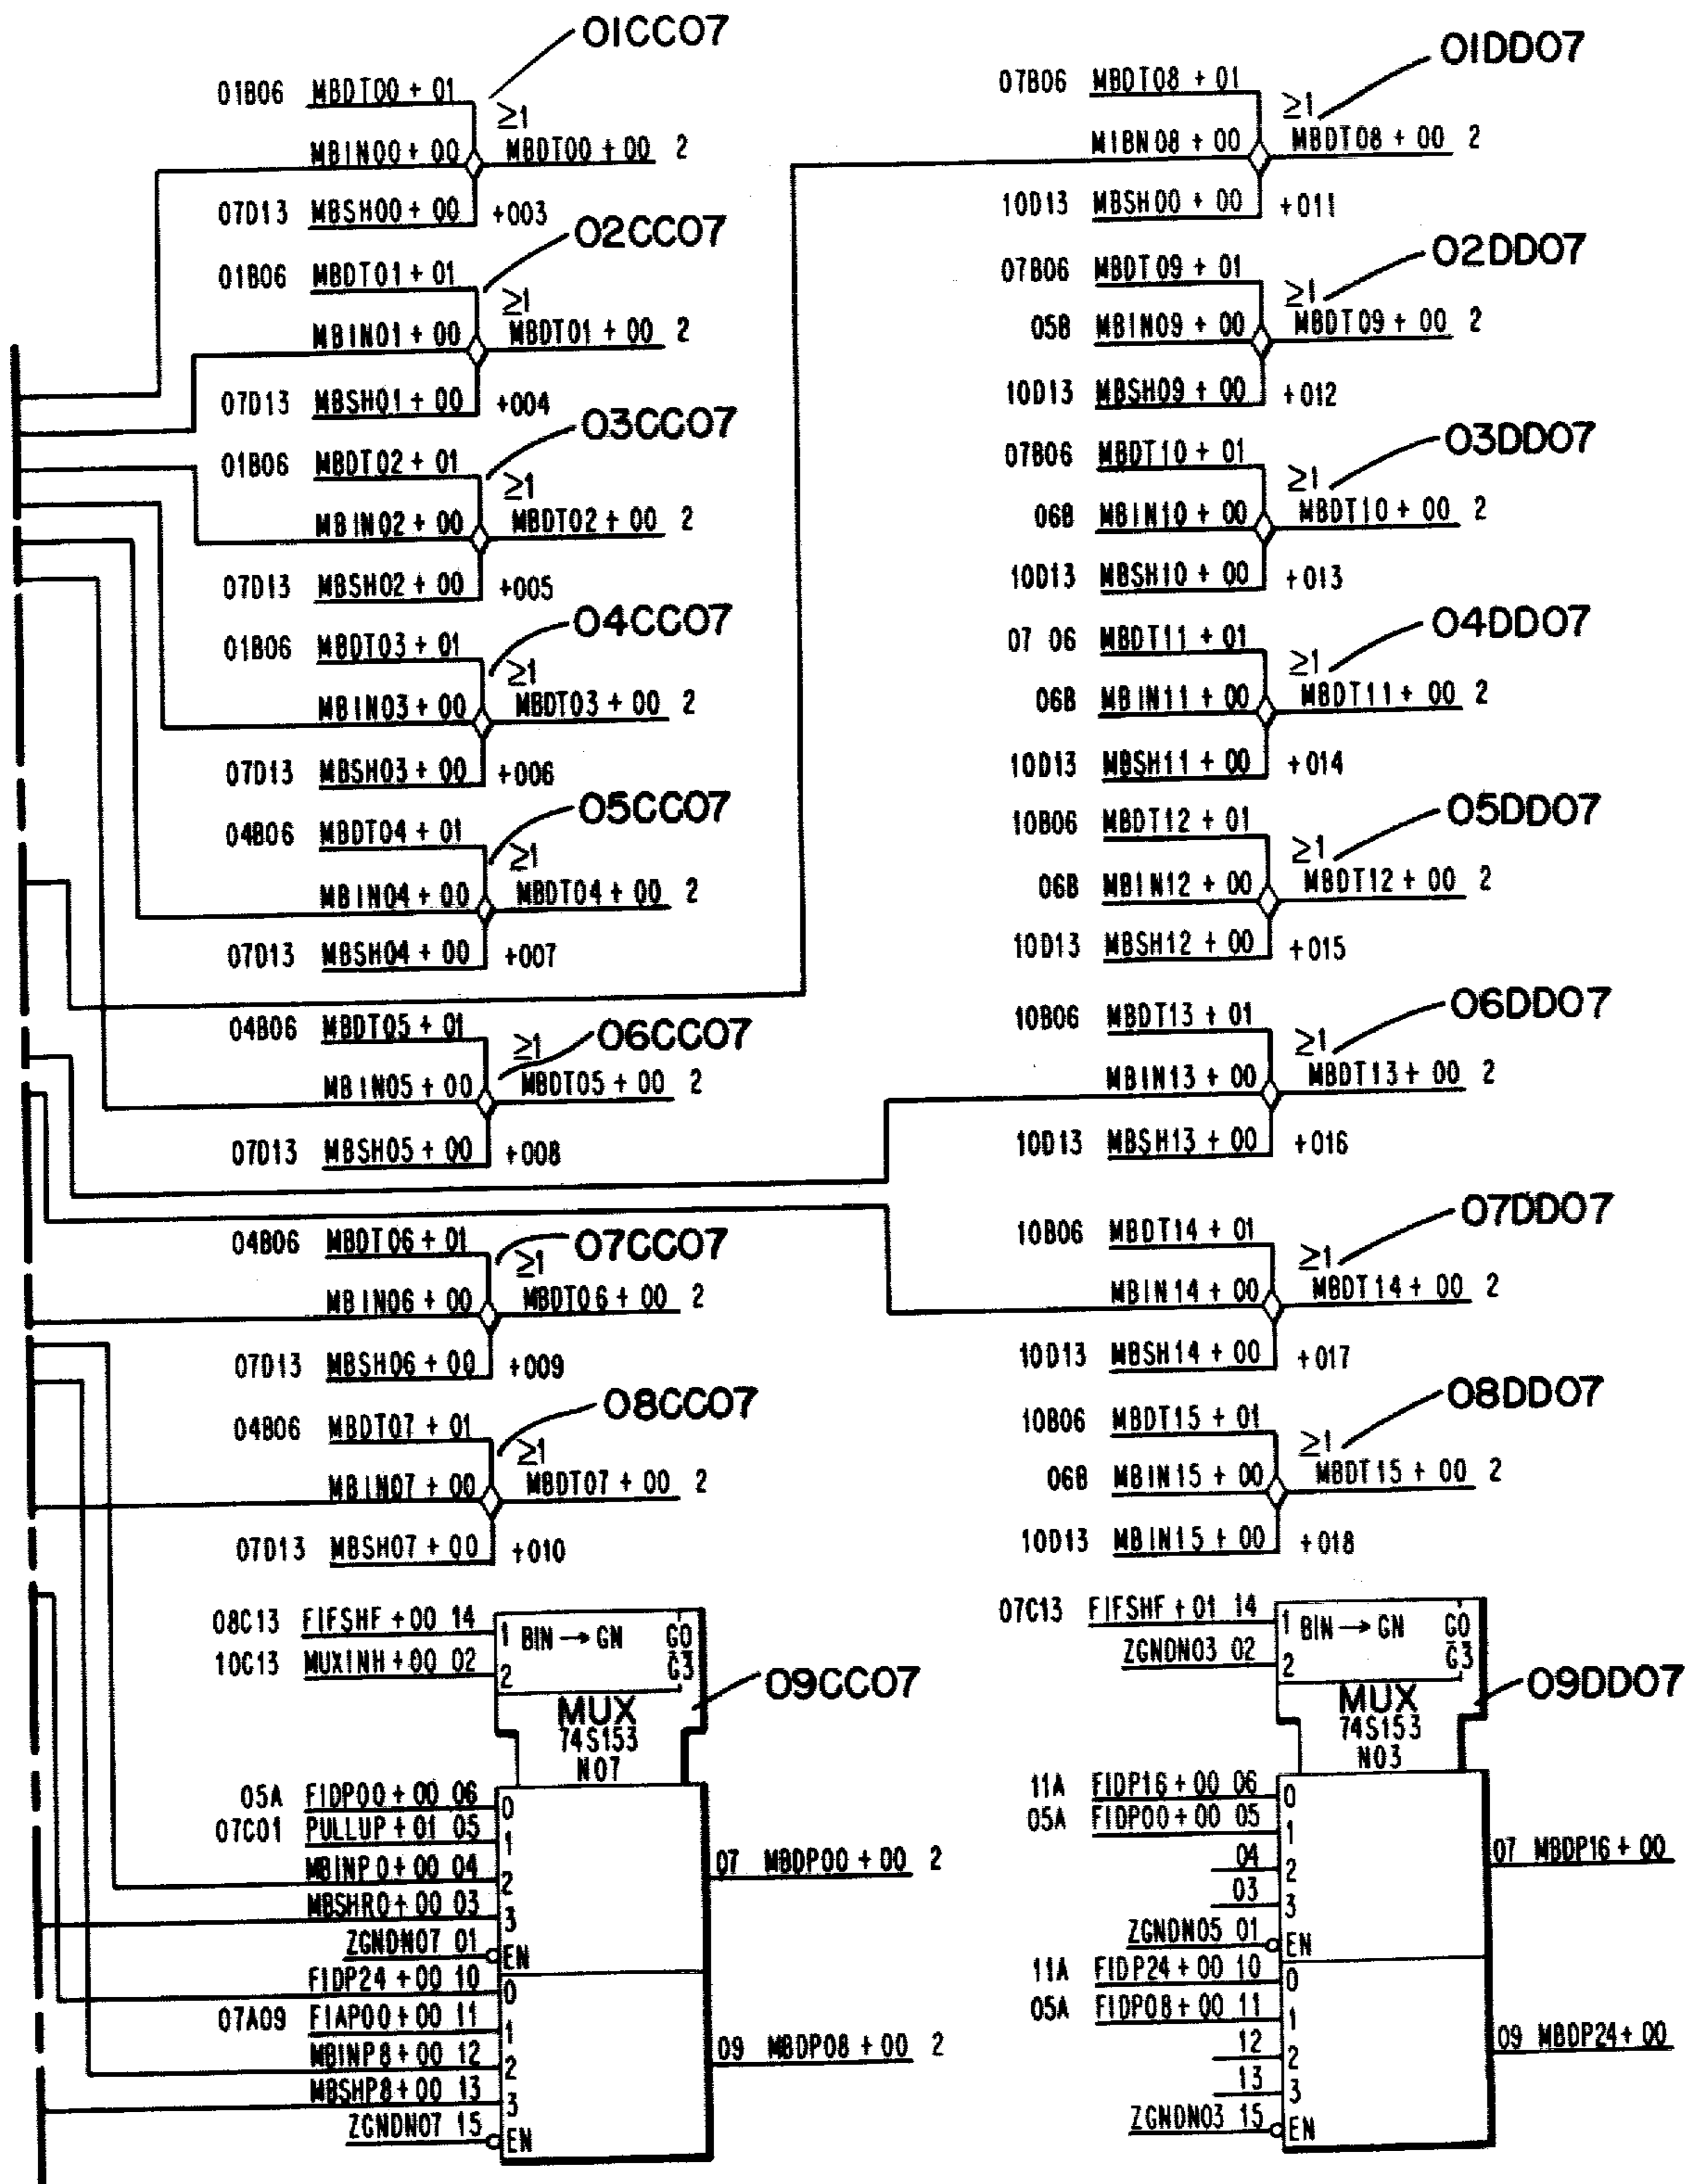 01CC07
01B06 MBDT00 + 01
≥1
MBIN00 + 00 MBDT00 + 00 2
07D13 MBSH00 + 00 +003
02CC07
01B06 MBDT01 + 01
≥1
MBIN01 + 00 MBDT01 + 00 2
07D13 MBSH01 + 00 +004
03CC07
01B06 MBDT02 + 01
≥1
MBIN02 + 00 MBDT02 + 00 2
07D13 MBSH02 + 00 +005
04CC07
01B06 MBDT03 + 01
≥1
MBIN03 + 00 MBDT03 + 00 2
07D13 MBSH03 + 00 +006
05CC07
04B06 MBDT04 + 01
≥1
MBIN04 + 00 MBDT04 + 00 2
07D13 MBSH04 + 00 +007
04B06 MBDT05 + 01
06CC07
≥1
MBIN05 + 00 MBDT05 + 00 2
07D13 MBSH05 + 00 +008
04B06 MBDT06 + 01
07CC07
≥1
MBIN06 + 00 MBDT06 + 00 2
07D13 MBSH06 + 00 +009
08CC07
04B06 MBDT07 + 01
≥1
MBIN07 + 00 MBDT07 + 00 2
07D13 MBSH07 + 00 +010
08C13 FIFSHF + 00 14 1 BIN → GN G0
10C13 MUXINH + 00 02 2 G3
09CC07
MUX
74S153
N07
05A FIDP00 + 00 06 0
07C01 PULLUP + 01 05 1
MBINP0 + 00 04 2
07 MBDP00 + 00 2
MBSHR0 + 00 03 3
ZGNDN07 01 EN
FIDP24 + 00 10 0
07A09 FIAP00 + 00 11 1
MBINP8 + 00 12 2
09 MBDP08 + 00 2
MBSHP8 + 00 13 3
ZGNDN07 15 EN
01DD07
07B06 MBDT08 + 01
≥1
MIBN08 + 00 MBDT08 + 00 2
10D13 MBSH00 + 00 +011
02DD07
07B06 MBDT09 + 01
≥1
05B MBIN09 + 00 MBDT09 + 00 2
10D13 MBSH09 + 00 +012
03DD07
07B06 MBDT10 + 01
≥1
06B MBIN10 + 00 MBDT10 + 00 2
10D13 MBSH10 + 00 +013
04DD07
07 06 MBDT11 + 01
≥1
06B MBIN11 + 00 MBDT11 + 00 2
10D13 MBSH11 + 00 +014
05DD07
10B06 MBDT12 + 01
≥1
06B MBIN12 + 00 MBDT12 + 00 2
10D13 MBSH12 + 00 +015
06DD07
10B06 MBDT13 + 01
≥1
MBIN13 + 00 MBDT13 + 00 2
10D13 MBSH13 + 00 +016
07DD07
10B06 MBDT14 + 01
≥1
MBIN14 + 00 MBDT14 + 00 2
10D13 MBSH14 + 00 +017
08DD07
10B06 MBDT15 + 01
≥1
06B MBIN15 + 00 MBDT15 + 00 2
10D13 MBIN15 + 00 +018
07C13 FIFSHF + 01 14 1 BIN → GN G0
ZGNDN03 02 2 G3
09DD07
MUX
74S153
N03
11A FIDP16 + 00 06 0
05A FIDP00 + 00 05 1
04 2
07 MBDP16 + 00
03 3
ZGNDN05 01 EN
11A FIDP24 + 00 10 0
05A FIDP08 + 00 11 1
12 2
09 MBDP24 + 00
13 3
ZGNDN03 15 EN